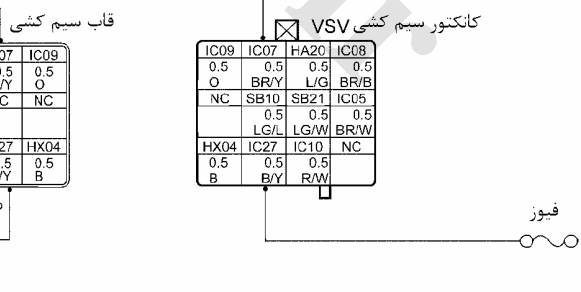 قاب سیم کشی
کانکتور سیم کشی VSV
07 IC09
0.5 0.5
/Y O
C NC
27 HX04
.5 0.5
/Y B
IC09 IC07 HA20 IC08
0.5 0.5 0.5 0.5
O BR/Y L/G BR/B
NC SB10 SB21 IC05
0.5 0.5 0.5
LG/L LG/W BR/W
HX04 IC27 IC10 NC
0.5 0.5 0.5
B B/Y R/W
فیوز